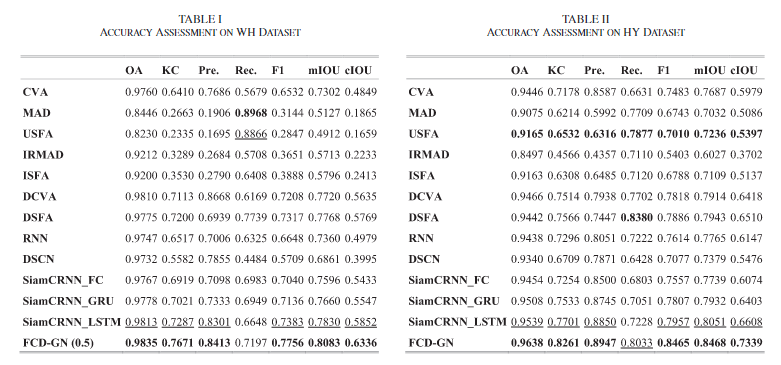 TABLE I
ACCURACY ASSESSMENT ON WH DATASET
OA KC Pre. Rec. F1 mIOU cIOU
CVA 0.9760 0.6410 0.7686 0.5679 0.6532 0.7302 0.4849
MAD 0.8446 0.2663 0.1906 0.8968 0.3144 0.5127 0.1865
USFA 0.8230 0.2335 0.1695 0.8866 0.2847 0.4912 0.1659
IRMAD 0.9212 0.3289 0.2684 0.5708 0.3651 0.5713 0.2233
ISFA 0.9200 0.3530 0.2790 0.6408 0.3888 0.5796 0.2413
DCVA 0.9810 0.7113 0.8668 0.6169 0.7208 0.7720 0.5635
DSFA 0.9775 0.7200 0.6939 0.7739 0.7317 0.7768 0.5769
RNN 0.9747 0.6517 0.7006 0.6325 0.6648 0.7360 0.4979
DSCN 0.9732 0.5582 0.7855 0.4484 0.5709 0.6861 0.3995
SiamCRNN_FC 0.9767 0.6919 0.7098 0.6983 0.7040 0.7596 0.5433
SiamCRNN_GRU 0.9778 0.7021 0.7333 0.6949 0.7136 0.7660 0.5547
SiamCRNN_LSTM 0.9813 0.7287 0.8301 0.6648 0.7383 0.7830 0.5852
FCD-GN (0.5) 0.9835 0.7671 0.8413 0.7197 0.7756 0.8083 0.6336
TABLE II
ACCURACY ASSESSMENT ON HY DATASET
OA KC Pre. Rec. F1 mIOU cIOU
CVA 0.9446 0.7178 0.8587 0.6631 0.7483 0.7687 0.5979
MAD 0.9075 0.6214 0.5992 0.7709 0.6743 0.7032 0.5086
USFA 0.9165 0.6532 0.6316 0.7877 0.7010 0.7236 0.5397
IRMAD 0.8497 0.4566 0.4357 0.7110 0.5403 0.6027 0.3702
ISFA 0.9163 0.6308 0.6485 0.7120 0.6788 0.7109 0.5137
DCVA 0.9466 0.7514 0.7938 0.7702 0.7818 0.7914 0.6418
DSFA 0.9442 0.7566 0.7447 0.8380 0.7886 0.7943 0.6510
RNN 0.9438 0.7296 0.8051 0.7222 0.7614 0.7765 0.6147
DSCN 0.9340 0.6709 0.7871 0.6428 0.7077 0.7379 0.5476
SiamCRNN_FC 0.9454 0.7254 0.8500 0.6803 0.7557 0.7739 0.6074
SiamCRNN_GRU 0.9508 0.7533 0.8745 0.7051 0.7807 0.7932 0.6403
SiamCRNN_LSTM 0.9539 0.7701 0.8850 0.7228 0.7957 0.8051 0.6608
FCD-GN 0.9638 0.8261 0.8947 0.8033 0.8465 0.8468 0.7339